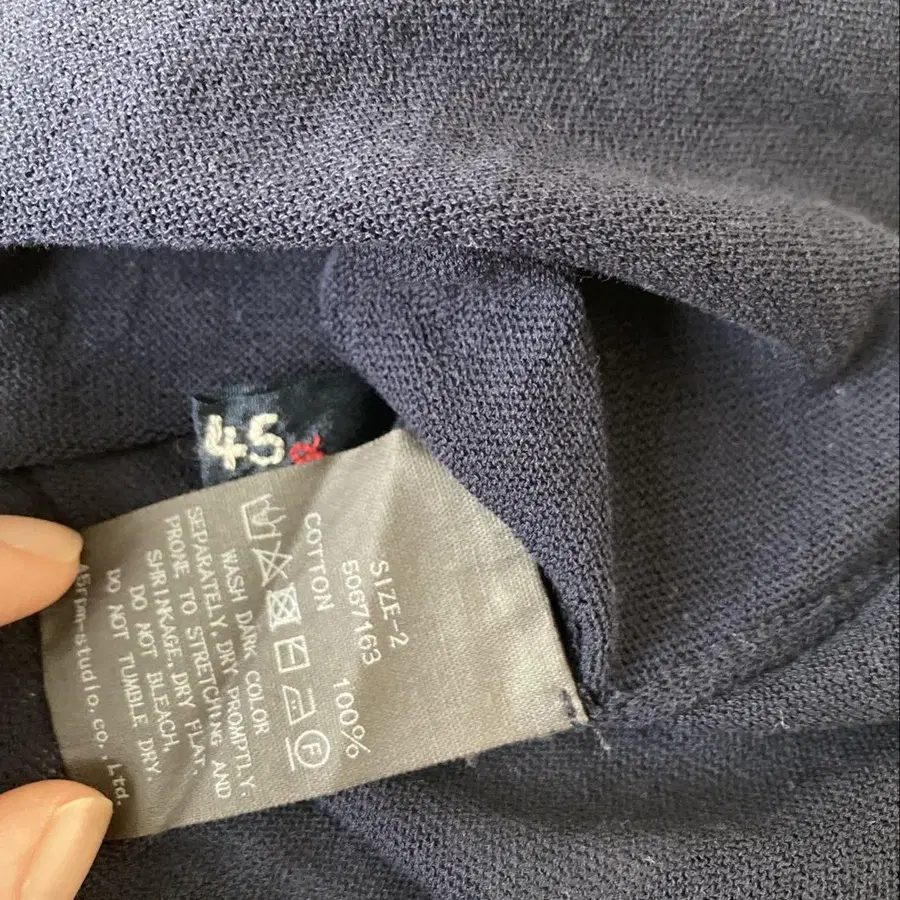 45R
SIZE-2
5067163
COTTON 100%
F
WASH DARK COLOR
SEPARATELY, DRY PROMPTLY.
PRONE TO STRETCHING AND
SHRINKAGE, DRY FLAT.
DO NOT BLEACH.
DO NOT TUMBLE DRY.
45rpm-studio.co.,Ltd.